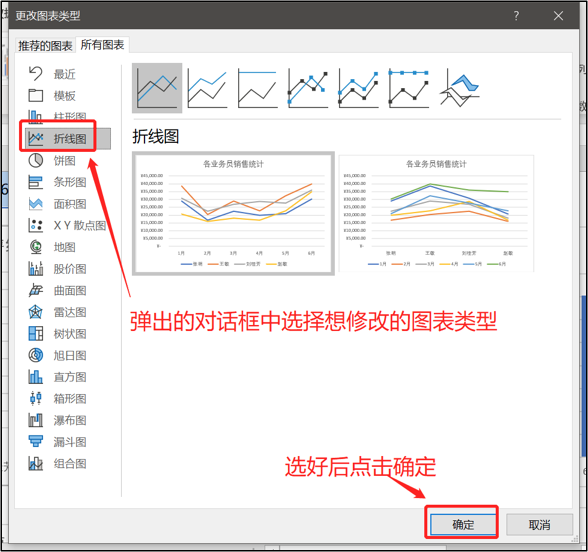 更改图表类型
?
推荐的图表 所有图表
最近
模板
柱形图
折线图
饼图
条形图
面积图
X Y 散点图
地图
股价图
曲面图
雷达图
树状图
旭日图
直方图
箱形图
瀑布图
漏斗图
组合图
折线图
各业务员销售统计
¥45,000.00
¥40,000.00
¥35,000.00
¥30,000.00
¥25,000.00
¥20,000.00
¥15,000.00
¥10,000.00
¥5,000.00
¥-
1月 2月 3月 4月 5月 6月
各业务员销售统计
¥45,000.00
¥40,000.00
¥35,000.00
¥30,000.00
¥25,000.00
¥20,000.00
¥15,000.00
¥10,000.00
¥5,000.00
¥-
1月 2月 3月 4月 5月 6月
弹出的对话框中选择想修改的图表类型
选好后点击确定
确定 取消